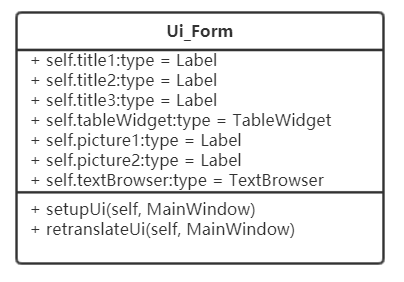 Ui_Form
+ self.title1:type = Label
+ self.title2:type = Label
+ self.title3:type = Label
+ self.tableWidget:type = TableWidget
+ self.picture1:type = Label
+ self.picture2:type = Label
+ self.textBrowser:type = TextBrowser
+ setupUi(self, MainWindow)
+ retranslateUi(self, MainWindow)